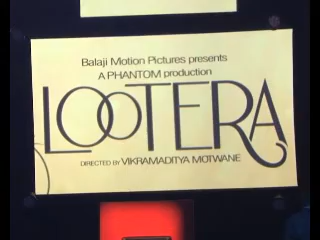 Balaji Motion Pictures presents
A PHANTOM production
LOOTERA
DIRECTED BY VIKRAMADITYA MOTWANE